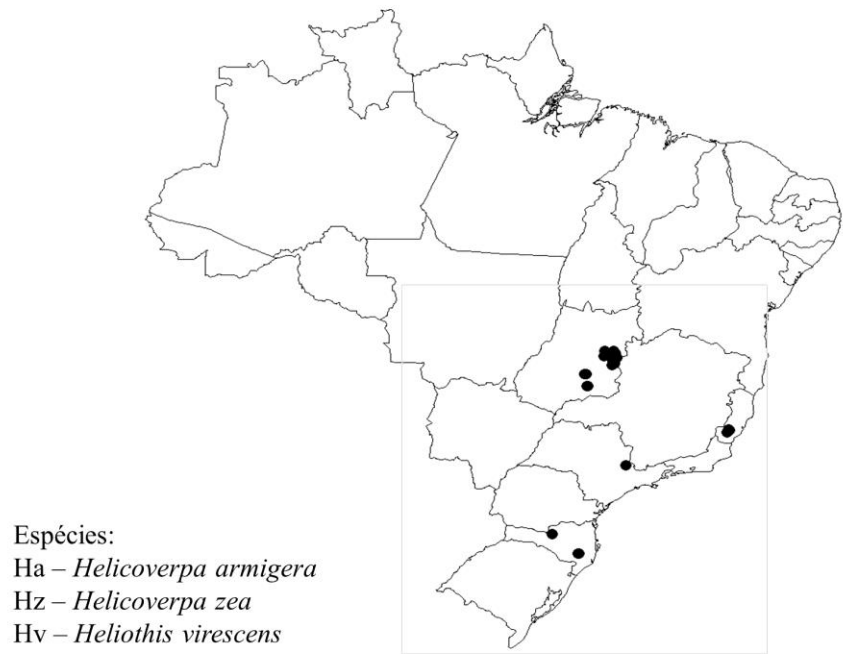 Espécies:
Ha – Helicoverpa armigera
Hz – Helicoverpa zea
Hv – Heliothis virescens